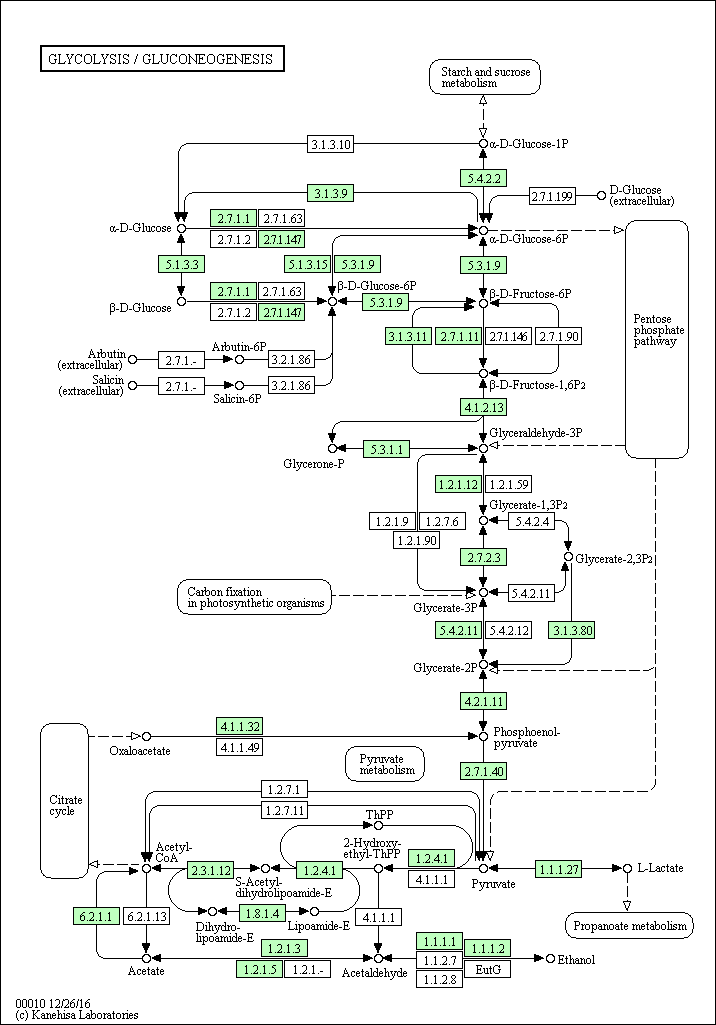 GLYCOLYSIS / GLUCONEOGENESIS
Starch and sucrose
metabolism
3.1.3.10
α-D-Glucose-1P
5.4.2.2
3.1.3.9
2.7.1.199
D-Glucose
(extracellular)
α-D-Glucose
2.7.1.1
2.7.1.63
2.7.1.2
2.7.1.147
α-D-Glucose-6P
5.1.3.3
5.1.3.15
5.3.1.9
5.3.1.9
β-D-Glucose
2.7.1.1
2.7.1.63
2.7.1.2
2.7.1.147
β-D-Glucose-6P
5.3.1.9
β-D-Fructose-6P
Pentose
phosphate
pathway
3.1.3.11
2.7.1.11
2.7.1.146
2.7.1.90
Arbutin
(extracellular)
2.7.1.-
Arbutin-6P
3.2.1.86
Salicin
(extracellular)
2.7.1.-
Salicin-6P
3.2.1.86
β-D-Fructose-1,6P2
4.1.2.13
Glyceraldehyde-3P
Glycerone-P
5.3.1.1
1.2.1.12
1.2.1.59
Glycerate-1,3P2
1.2.1.9
1.2.7.6
1.2.1.90
5.4.2.4
2.7.2.3
Glycerate-2,3P2
Carbon fixation
in photosynthetic organisms
Glycerate-3P
5.4.2.11
5.4.2.11
5.4.2.12
3.1.3.80
Glycerate-2P
4.2.1.11
Oxaloacetate
4.1.1.32
4.1.1.49
Phosphoenol-
pyruvate
Citrate
cycle
Pyruvate
metabolism
2.7.1.40
1.2.7.1
1.2.7.11
ThPP
Acetyl-
CoA
2.3.1.12
S-Acetyl-
dihydrolipoamide-E
1.2.4.1
2-Hydroxy-
ethyl-ThPP
1.2.4.1
4.1.1.1
Pyruvate
1.1.1.27
L-Lactate
6.2.1.1
6.2.1.13
Dihydro-
lipoamide-E
1.8.1.4
Lipoamide-E
4.1.1.1
Propanoate metabolism
Acetate
1.2.1.3
1.2.1.5
1.2.1.-
Acetaldehyde
1.1.1.1
1.1.1.2
1.1.2.7
EutG
1.1.2.8
Ethanol
00010 12/26/16
(c) Kanehisa Laboratories